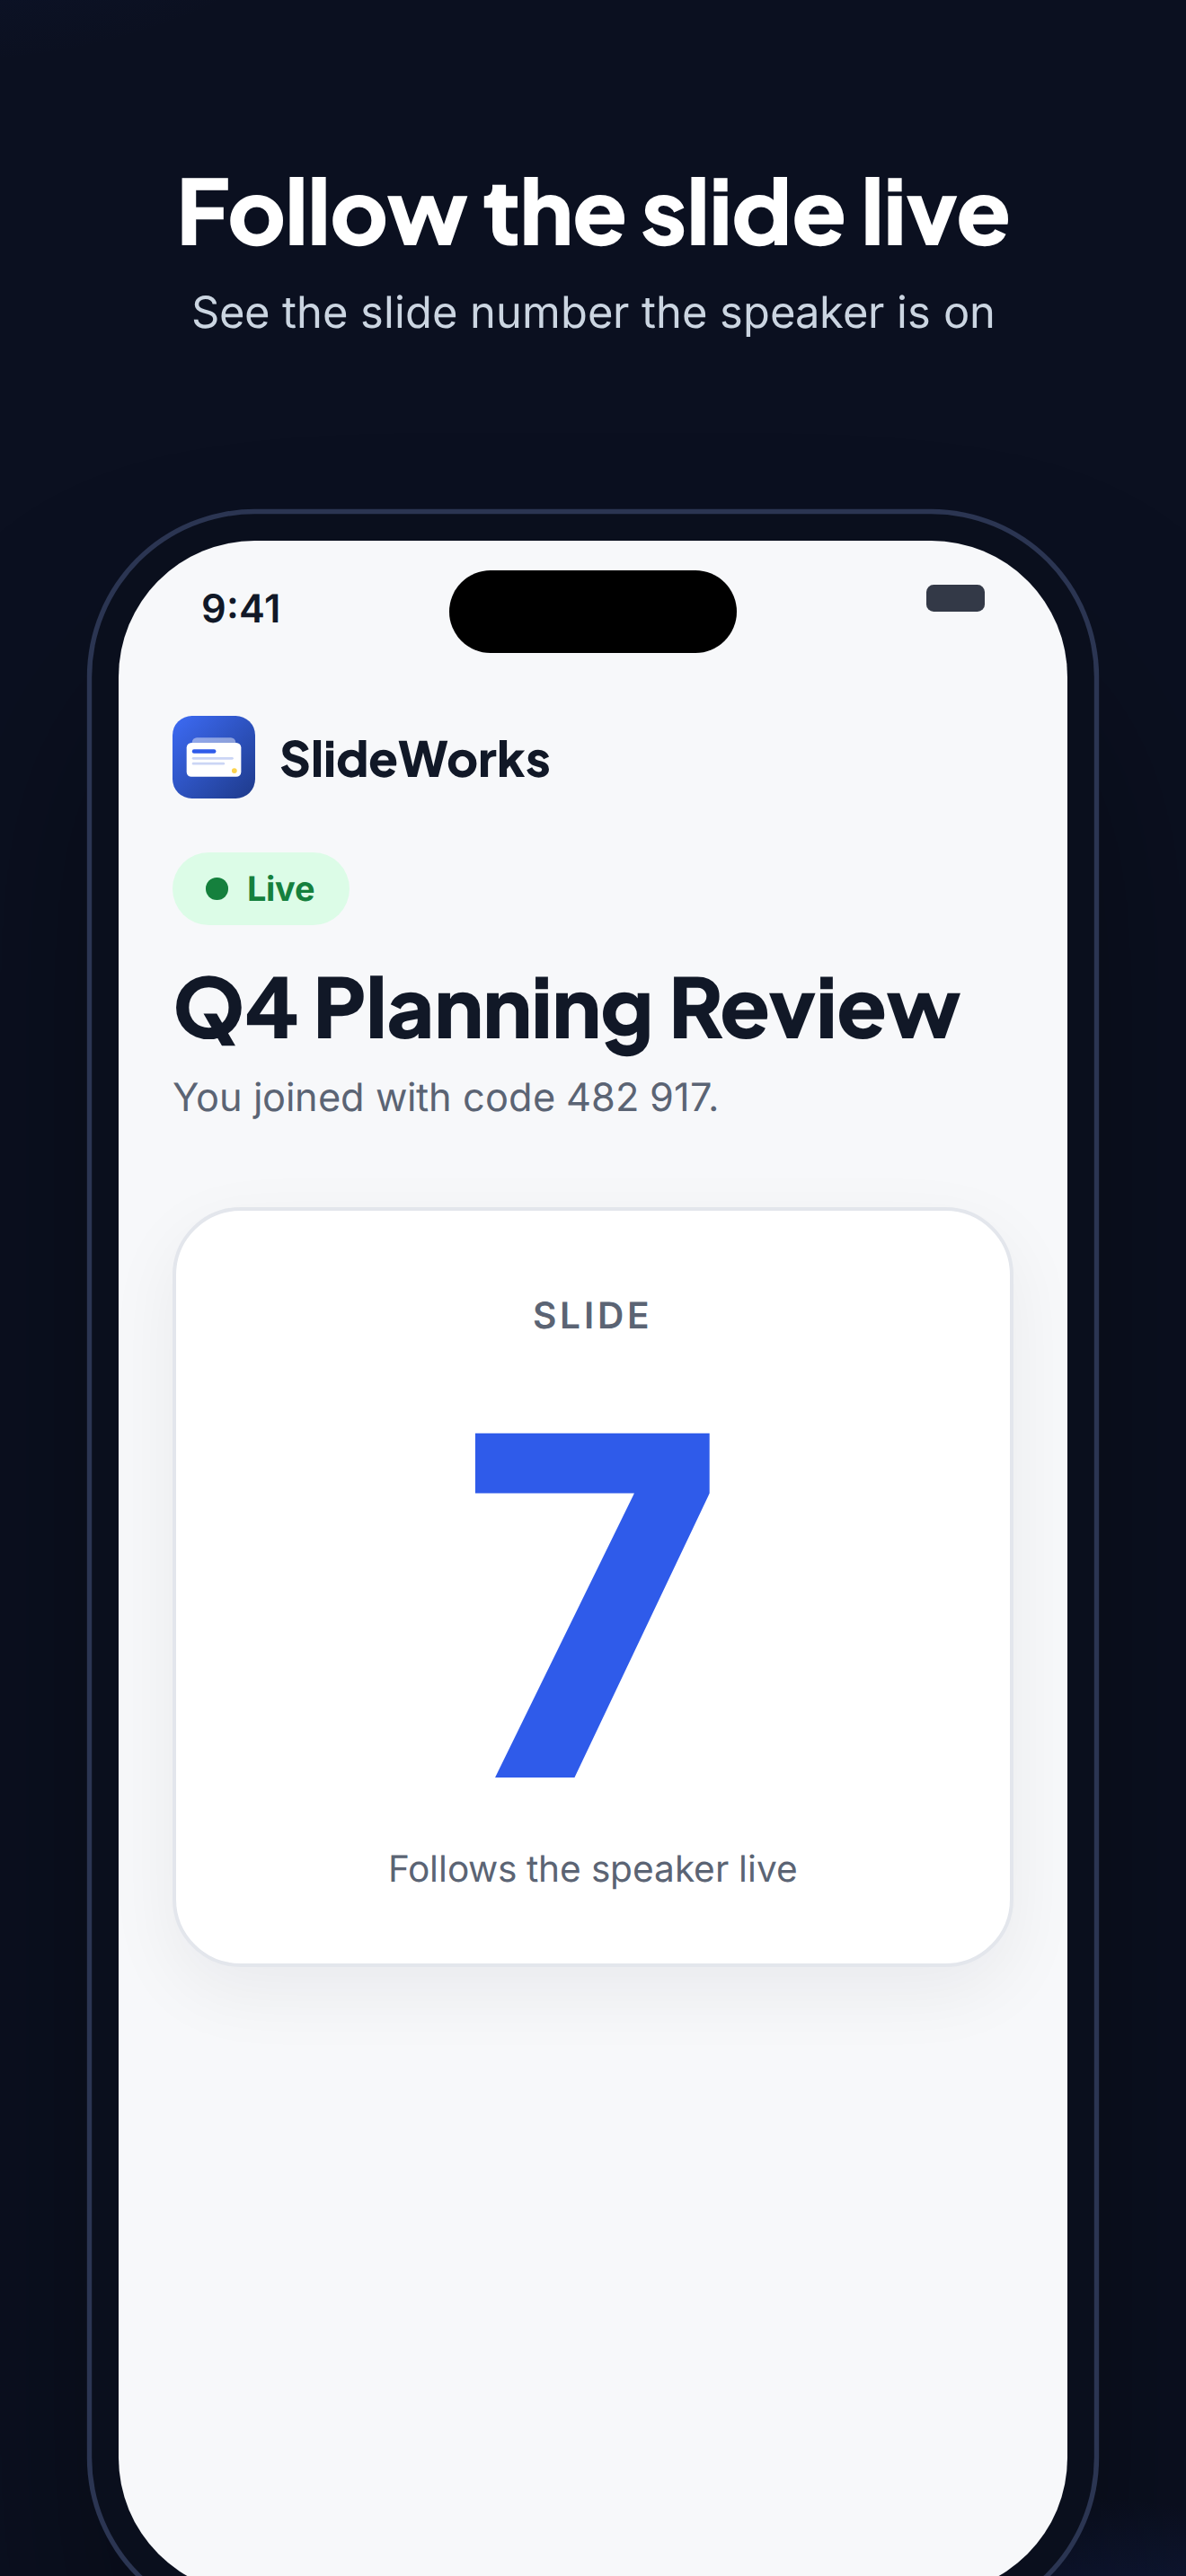 Follow the slide live
See the slide number the speaker is on
9:41
SlideWorks
Live
Q4 Planning Review
You joined with code 482 917.
SLIDE
7
Follows the speaker live